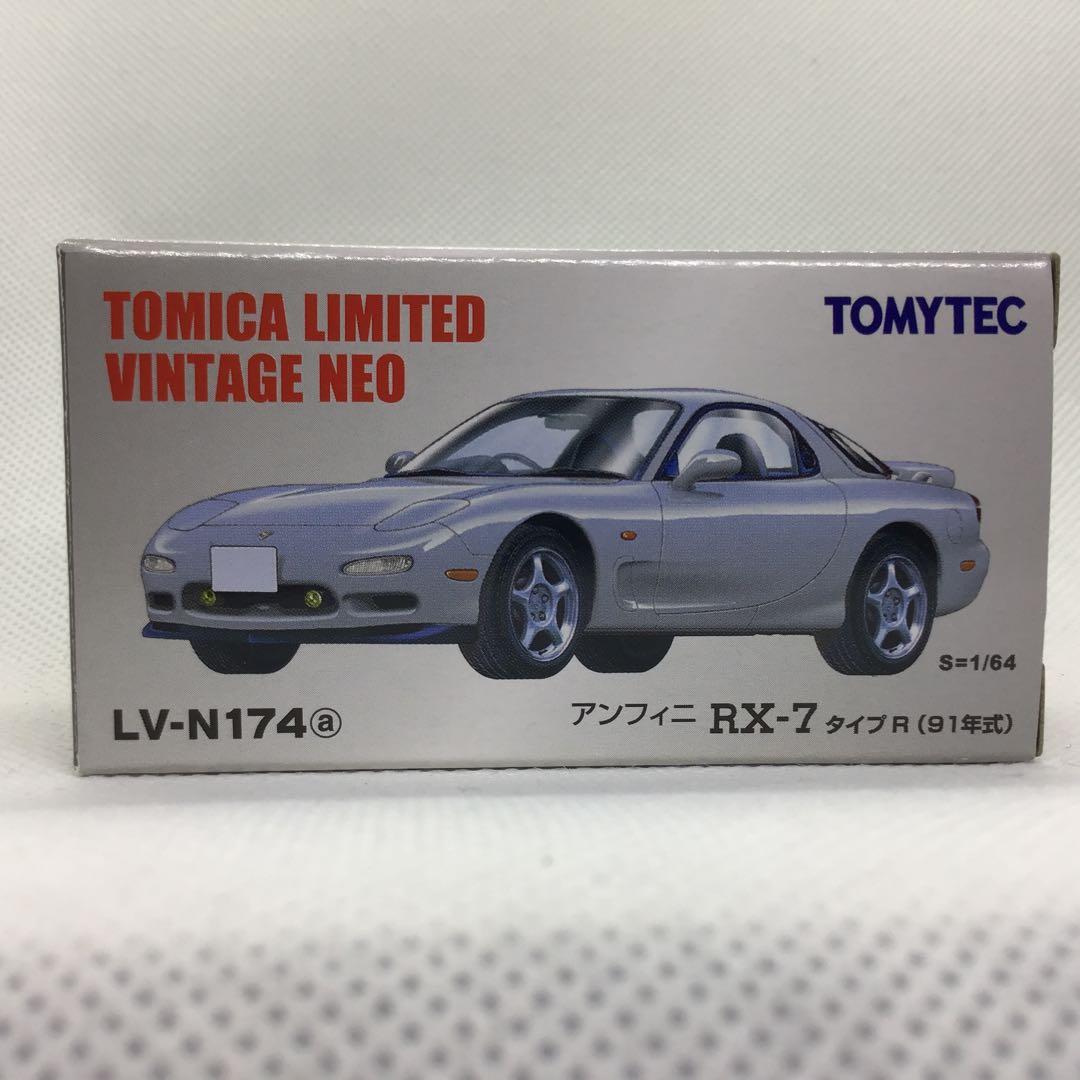 TOMICA LIMITED
VINTAGE NEO
TOMYTEC
S=1/64
LV-N174ⓐ
アンフィニ RX-7 タイプR(91年式)